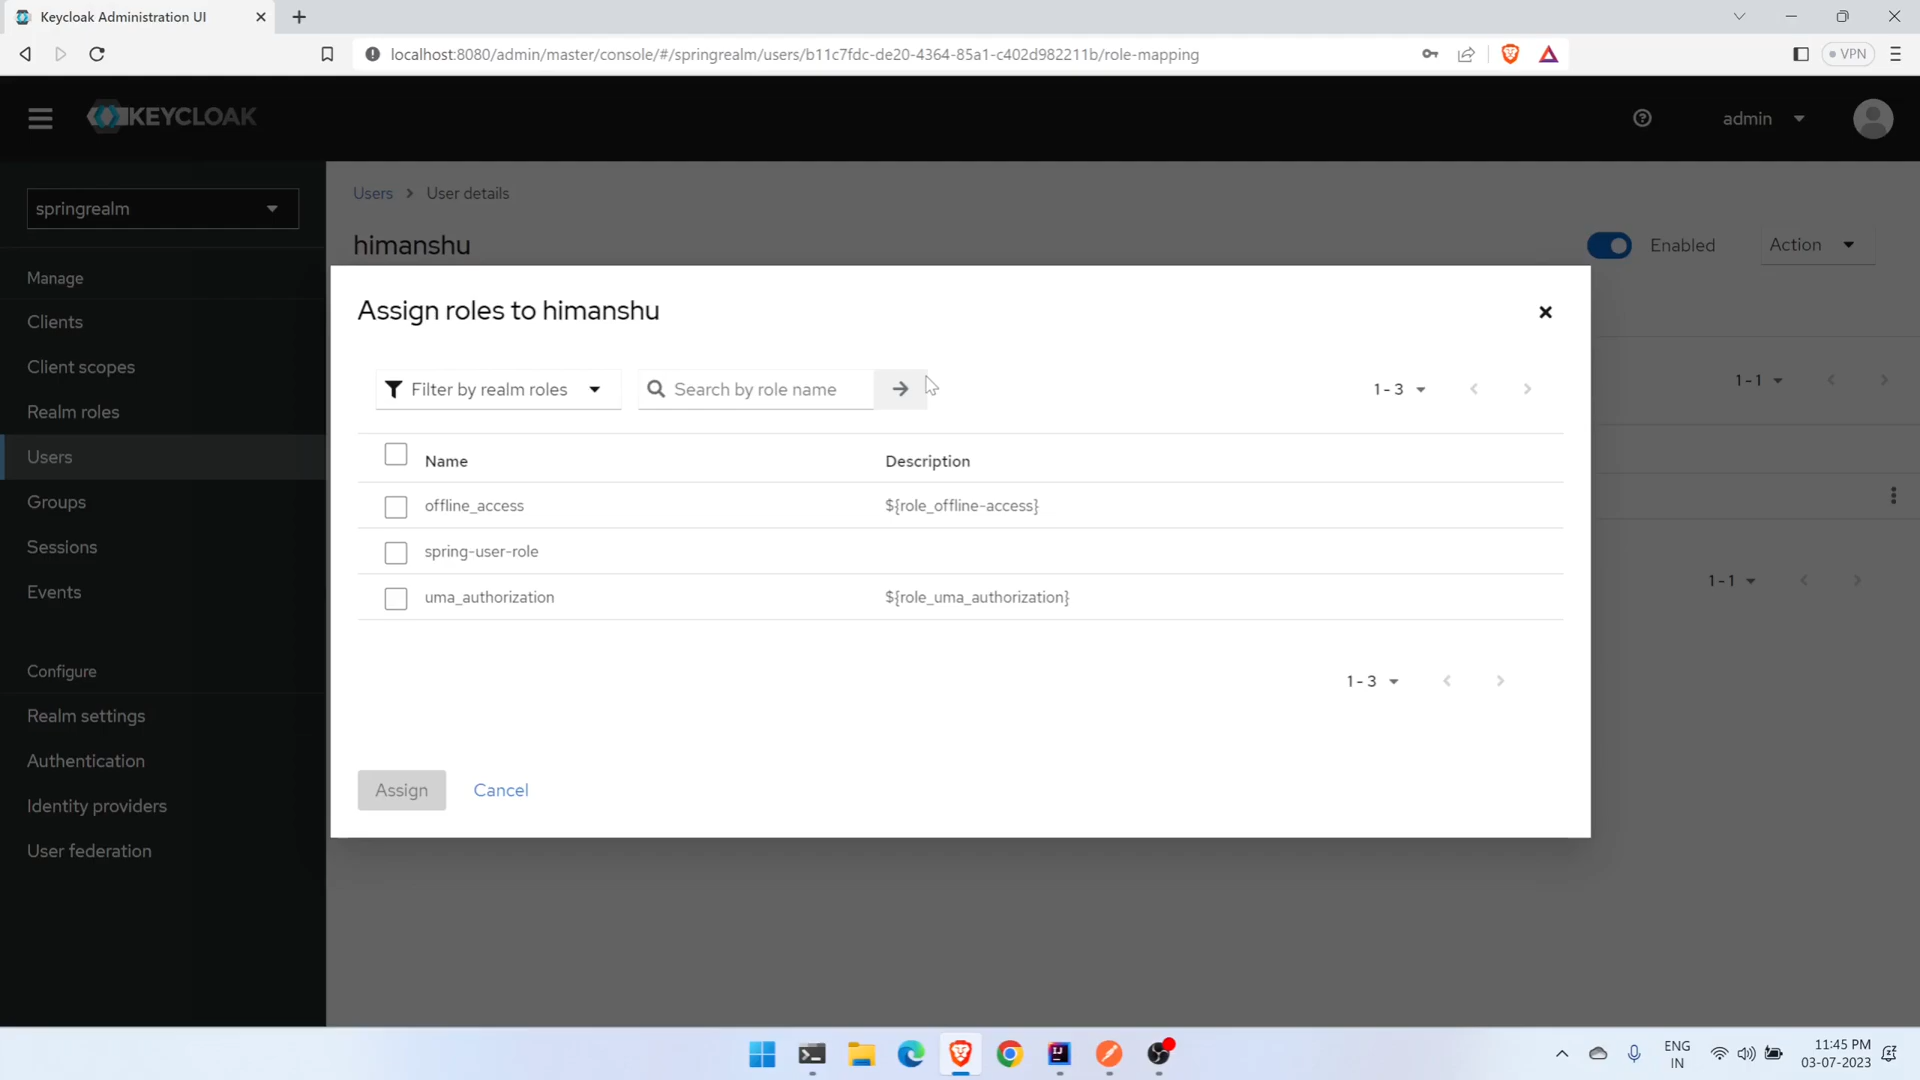 Keycloak Administration UI
localhost:8080/admin/master/console/#/springrealm/users/b11c7fdc-de20-4364-85a1-c402d982211b/role-mapping
VPN
KEYCLOAK
admin
springrealm
Manage
Clients
Client scopes
Realm roles
Users
Groups
Sessions
Events
Configure
Realm settings
Authentication
Identity providers
User federation
Users > User details
himanshu
Enabled
Action
1 - 1
1 - 1
Assign roles to himanshu
Filter by realm roles
Search by role name
1 - 3
Name Description
offline_access ${role_offline-access}
spring-user-role
uma_authorization ${role_uma_authorization}
1 - 3
Assign Cancel
ENG
IN
11:45 PM
03-07-2023